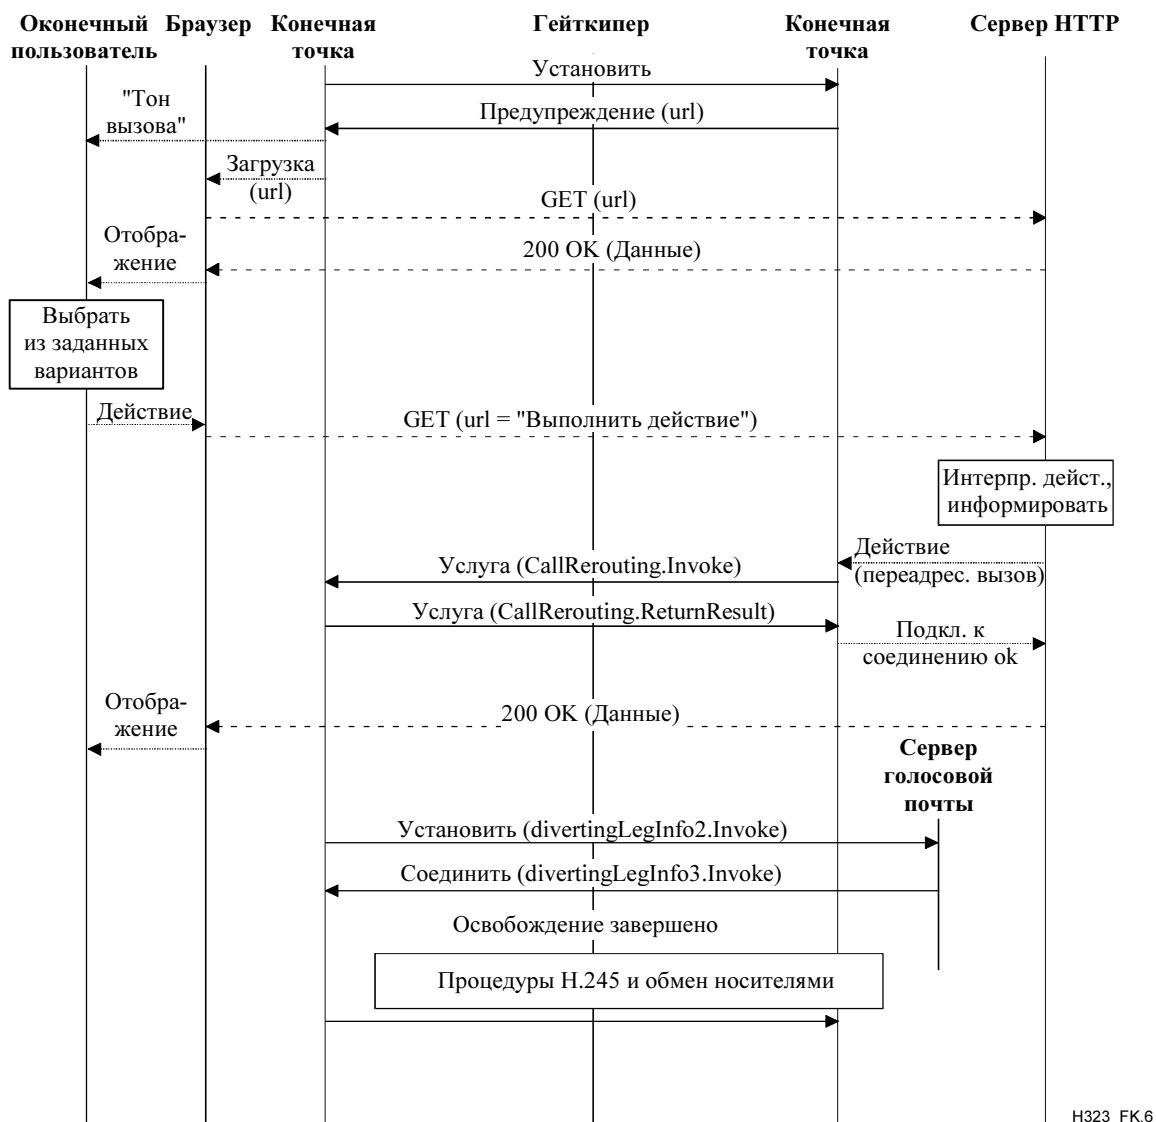 Оконечный пользователь
Браузер
Конечная точка
Гейткипер
Конечная точка
Сервер HTTP
Установить
"Тон вызова"
Предупреждение (url)
Загрузка (url)
GET (url)
Отобра-
жение
200 OK (Данные)
Выбрать
из заданных
вариантов
Действие
GET (url = "Выполнить действие")
Интерпр. дейст.,
информировать
Действие
(переадрес. вызов)
Услуга (CallRerouting.Invoke)
Услуга (CallRerouting.ReturnResult)
Подкл. к
соединению ok
Отобра-
жение
200 OK (Данные)
Сервер
голосовой
почты
Установить (divertingLegInfo2.Invoke)
Соединить (divertingLegInfo3.Invoke)
Освобождение завершено
Процедуры H.245 и обмен носителями
H323_FK.6